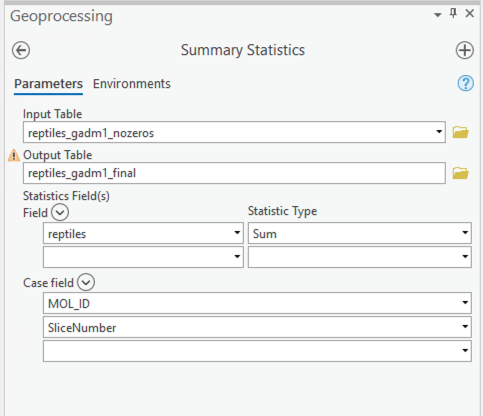 Geoprocessing
Summary Statistics
Parameters Environments
?
Input Table
reptiles_gadm1_nozeros
Output Table
reptiles_gadm1_final
Statistics Field(s)
Field Statistic Type
reptiles Sum
Case field
MOL_ID
SliceNumber